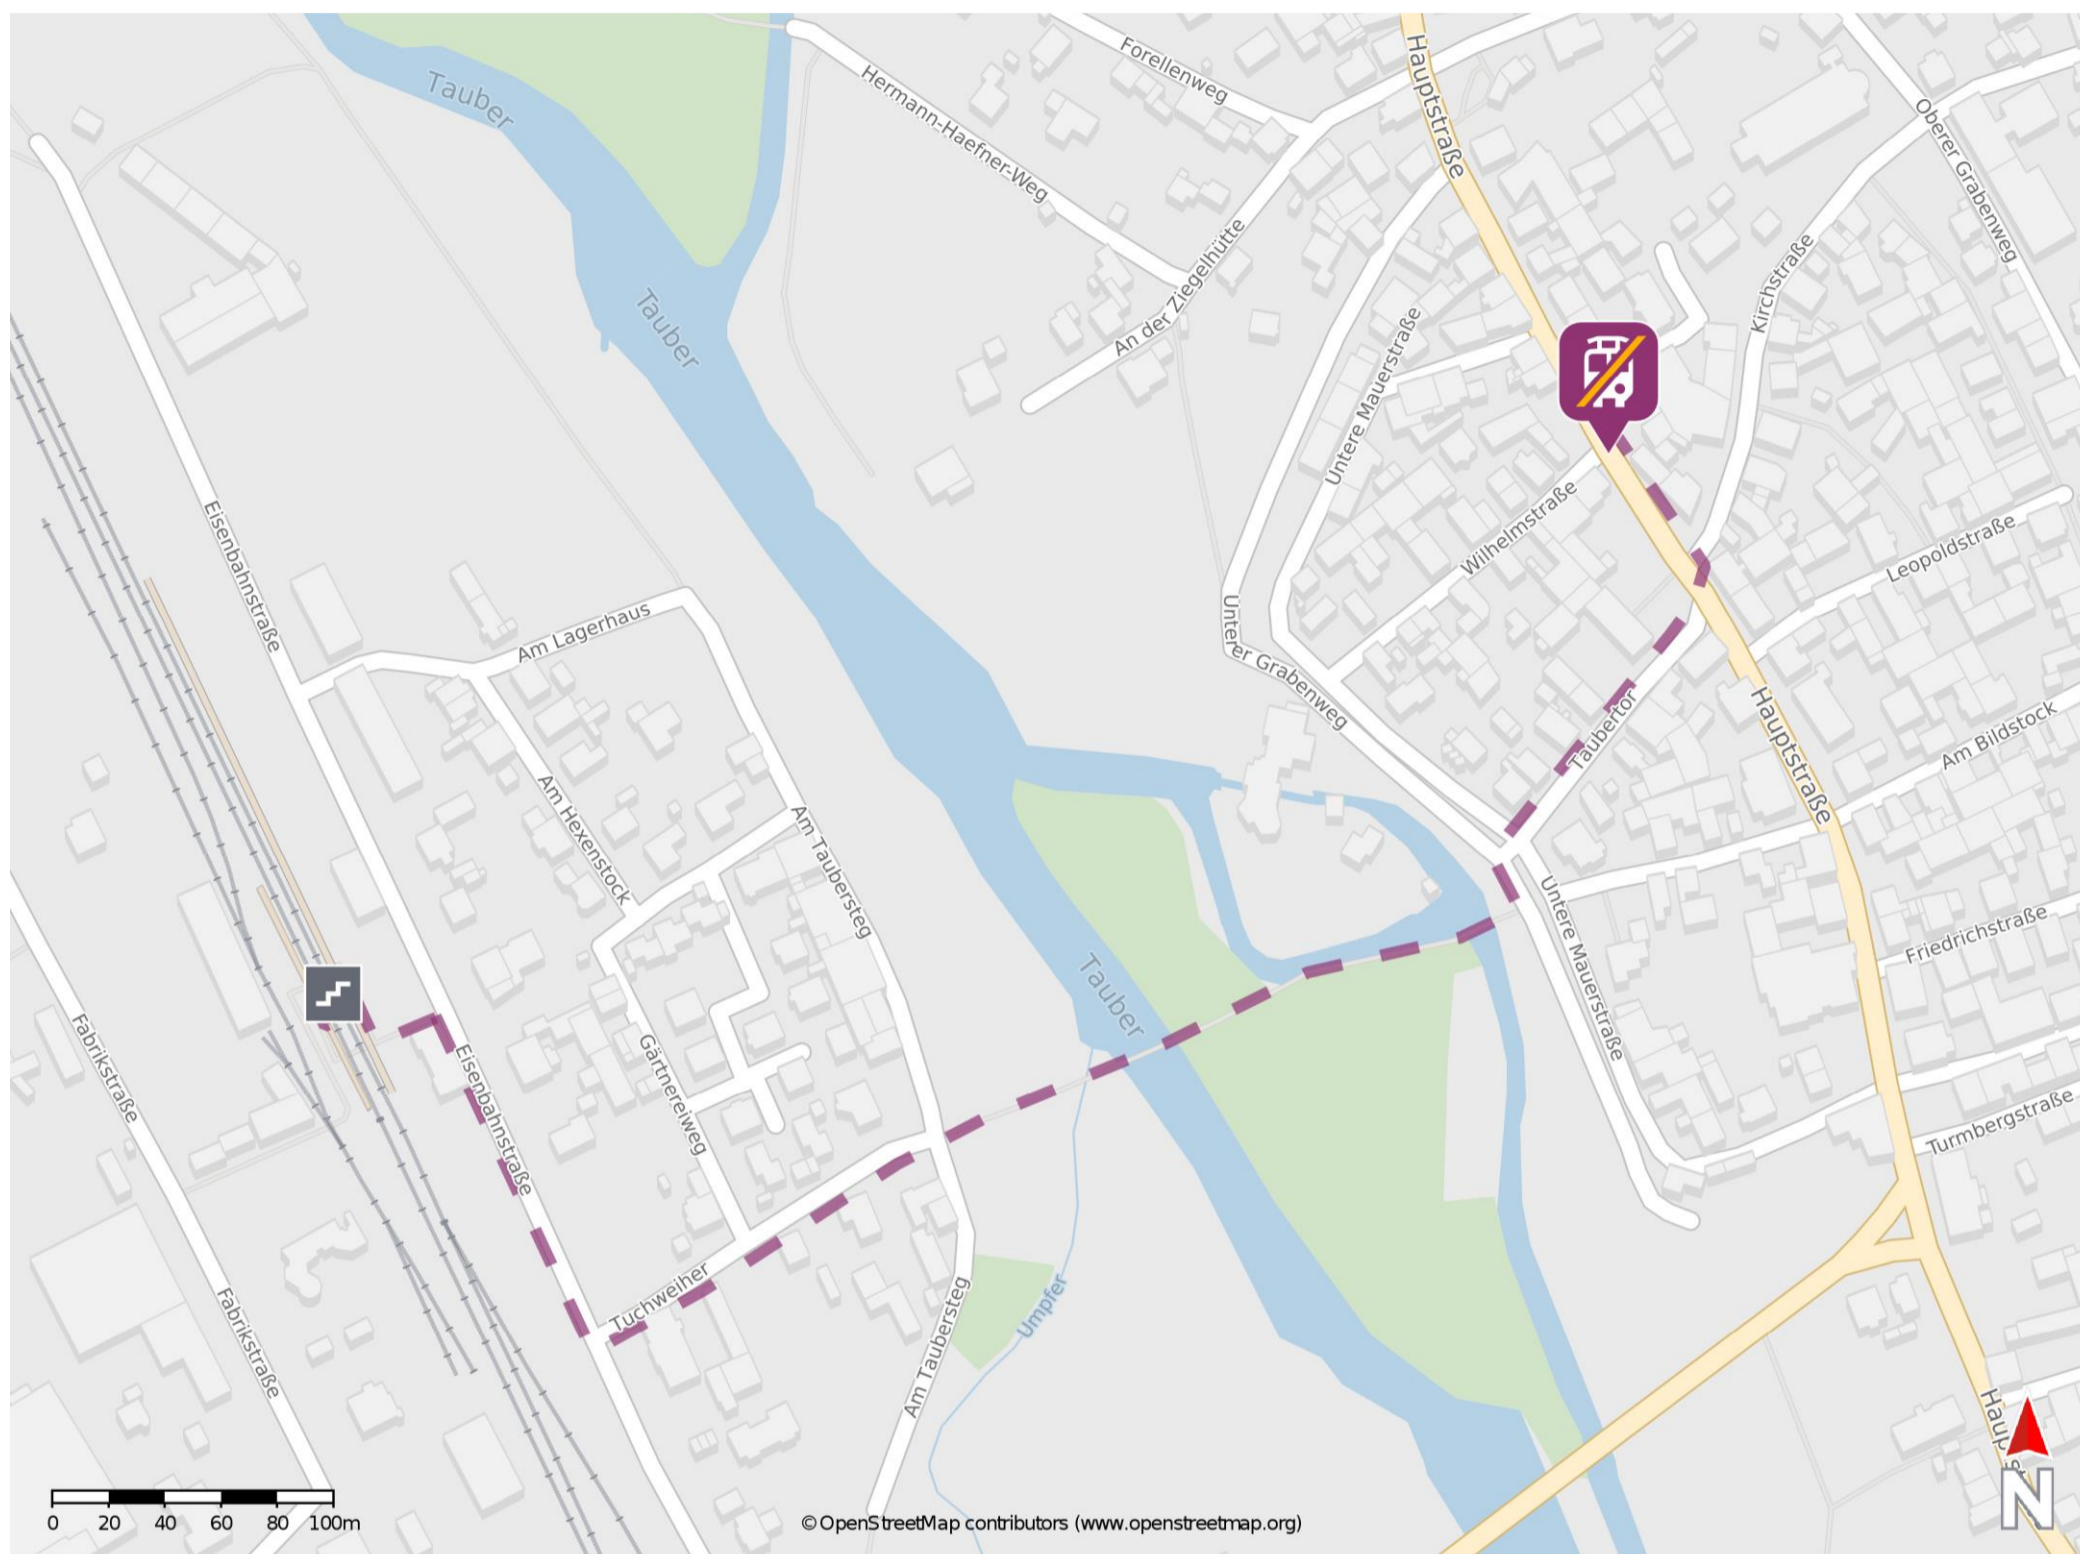 Tauber
Forellenweg
Hauptstraße
Hermann-Haefner-Weg
Oberer Grabenweg
An der Ziegelhütte
Kirchstraße
Tauber
Untere Mauerstraße
Wilhelmstraße
Leopoldstraße
Eisenbahnstraße
Am Lagerhaus
Unterer Grabenweg
Taubertor
Hauptstraße
Am Bildstock
Am Hexenstock
Am Taubersteg
Untere Mauerstraße
Friedrichstraße
Tauber
Fabrikstraße
Eisenbahnstraße
Gärtnereiweg
Turmbergstraße
Tuchweiher
Umpfer
Am Taubersteg
Fabrikstraße
N
0 20 40 60 80 100m
©OpenStreetMap contributors (www.openstreetmap.org)